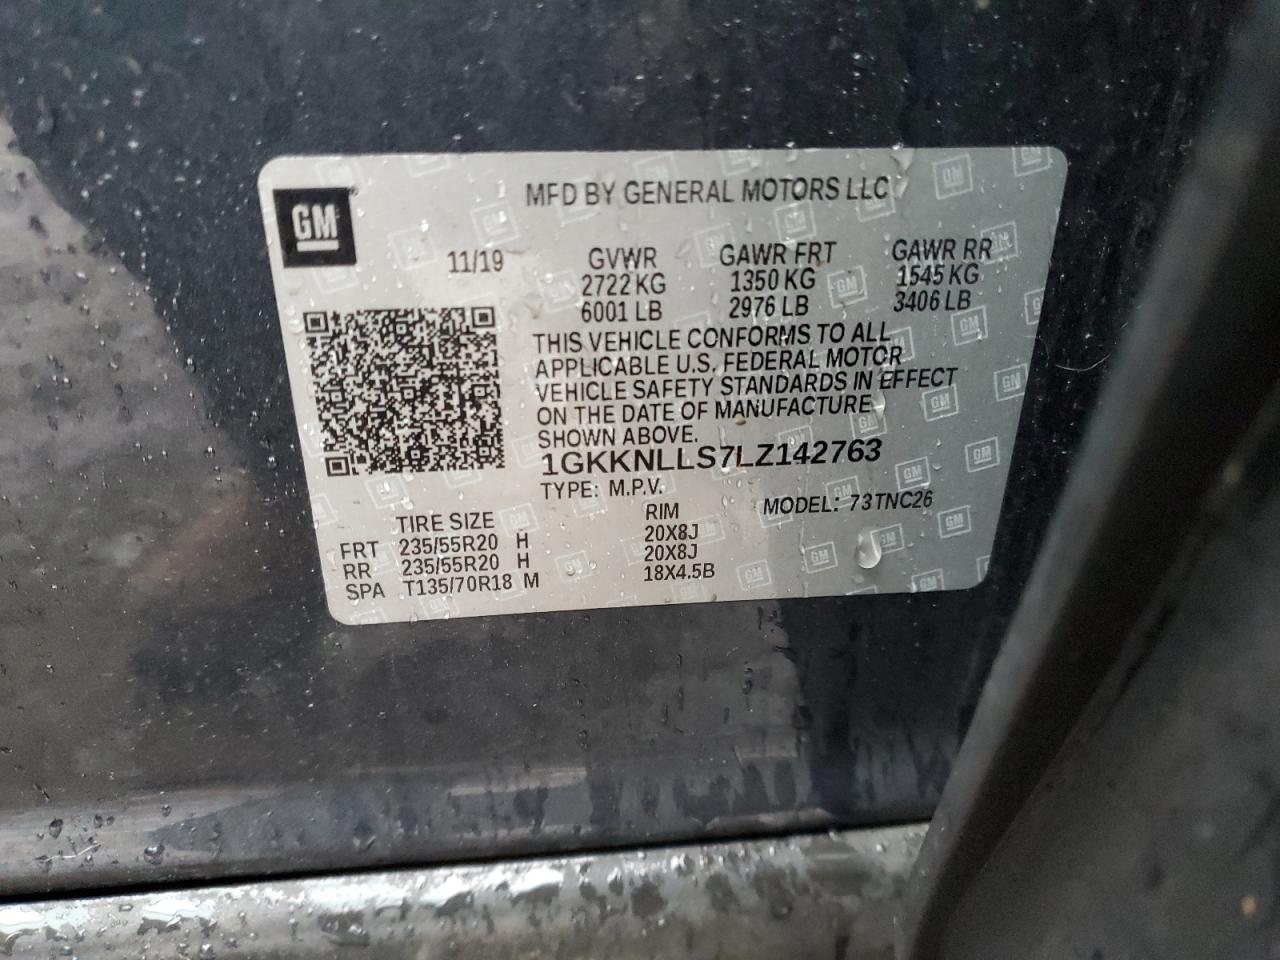 GM
MFD BY GENERAL MOTORS LLC
11/19 GVWR GAWR FRT GAWR RR
2722 KG 1350 KG 1545 KG
6001 LB 2976 LB 3406 LB
THIS VEHICLE CONFORMS TO ALL
APPLICABLE U.S. FEDERAL MOTOR
VEHICLE SAFETY STANDARDS IN EFFECT
ON THE DATE OF MANUFACTURE
SHOWN ABOVE.
1GKKNLLS7LZ142763
TYPE: M.P.V. MODEL: 73TNC26
TIRE SIZE RIM
FRT 235/55R20 H 20X8J
RR 235/55R20 H 20X8J
SPA T135/70R18 M 18X4.5B